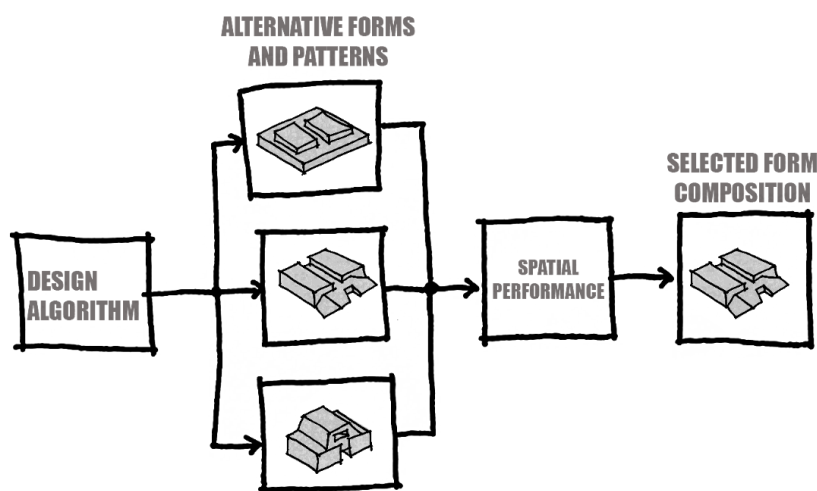 ALTERNATIVE FORMS
AND PATTERNS
DESIGN
ALGORITHM
SPATIAL
PERFORMANCE
SELECTED FORM
COMPOSITION